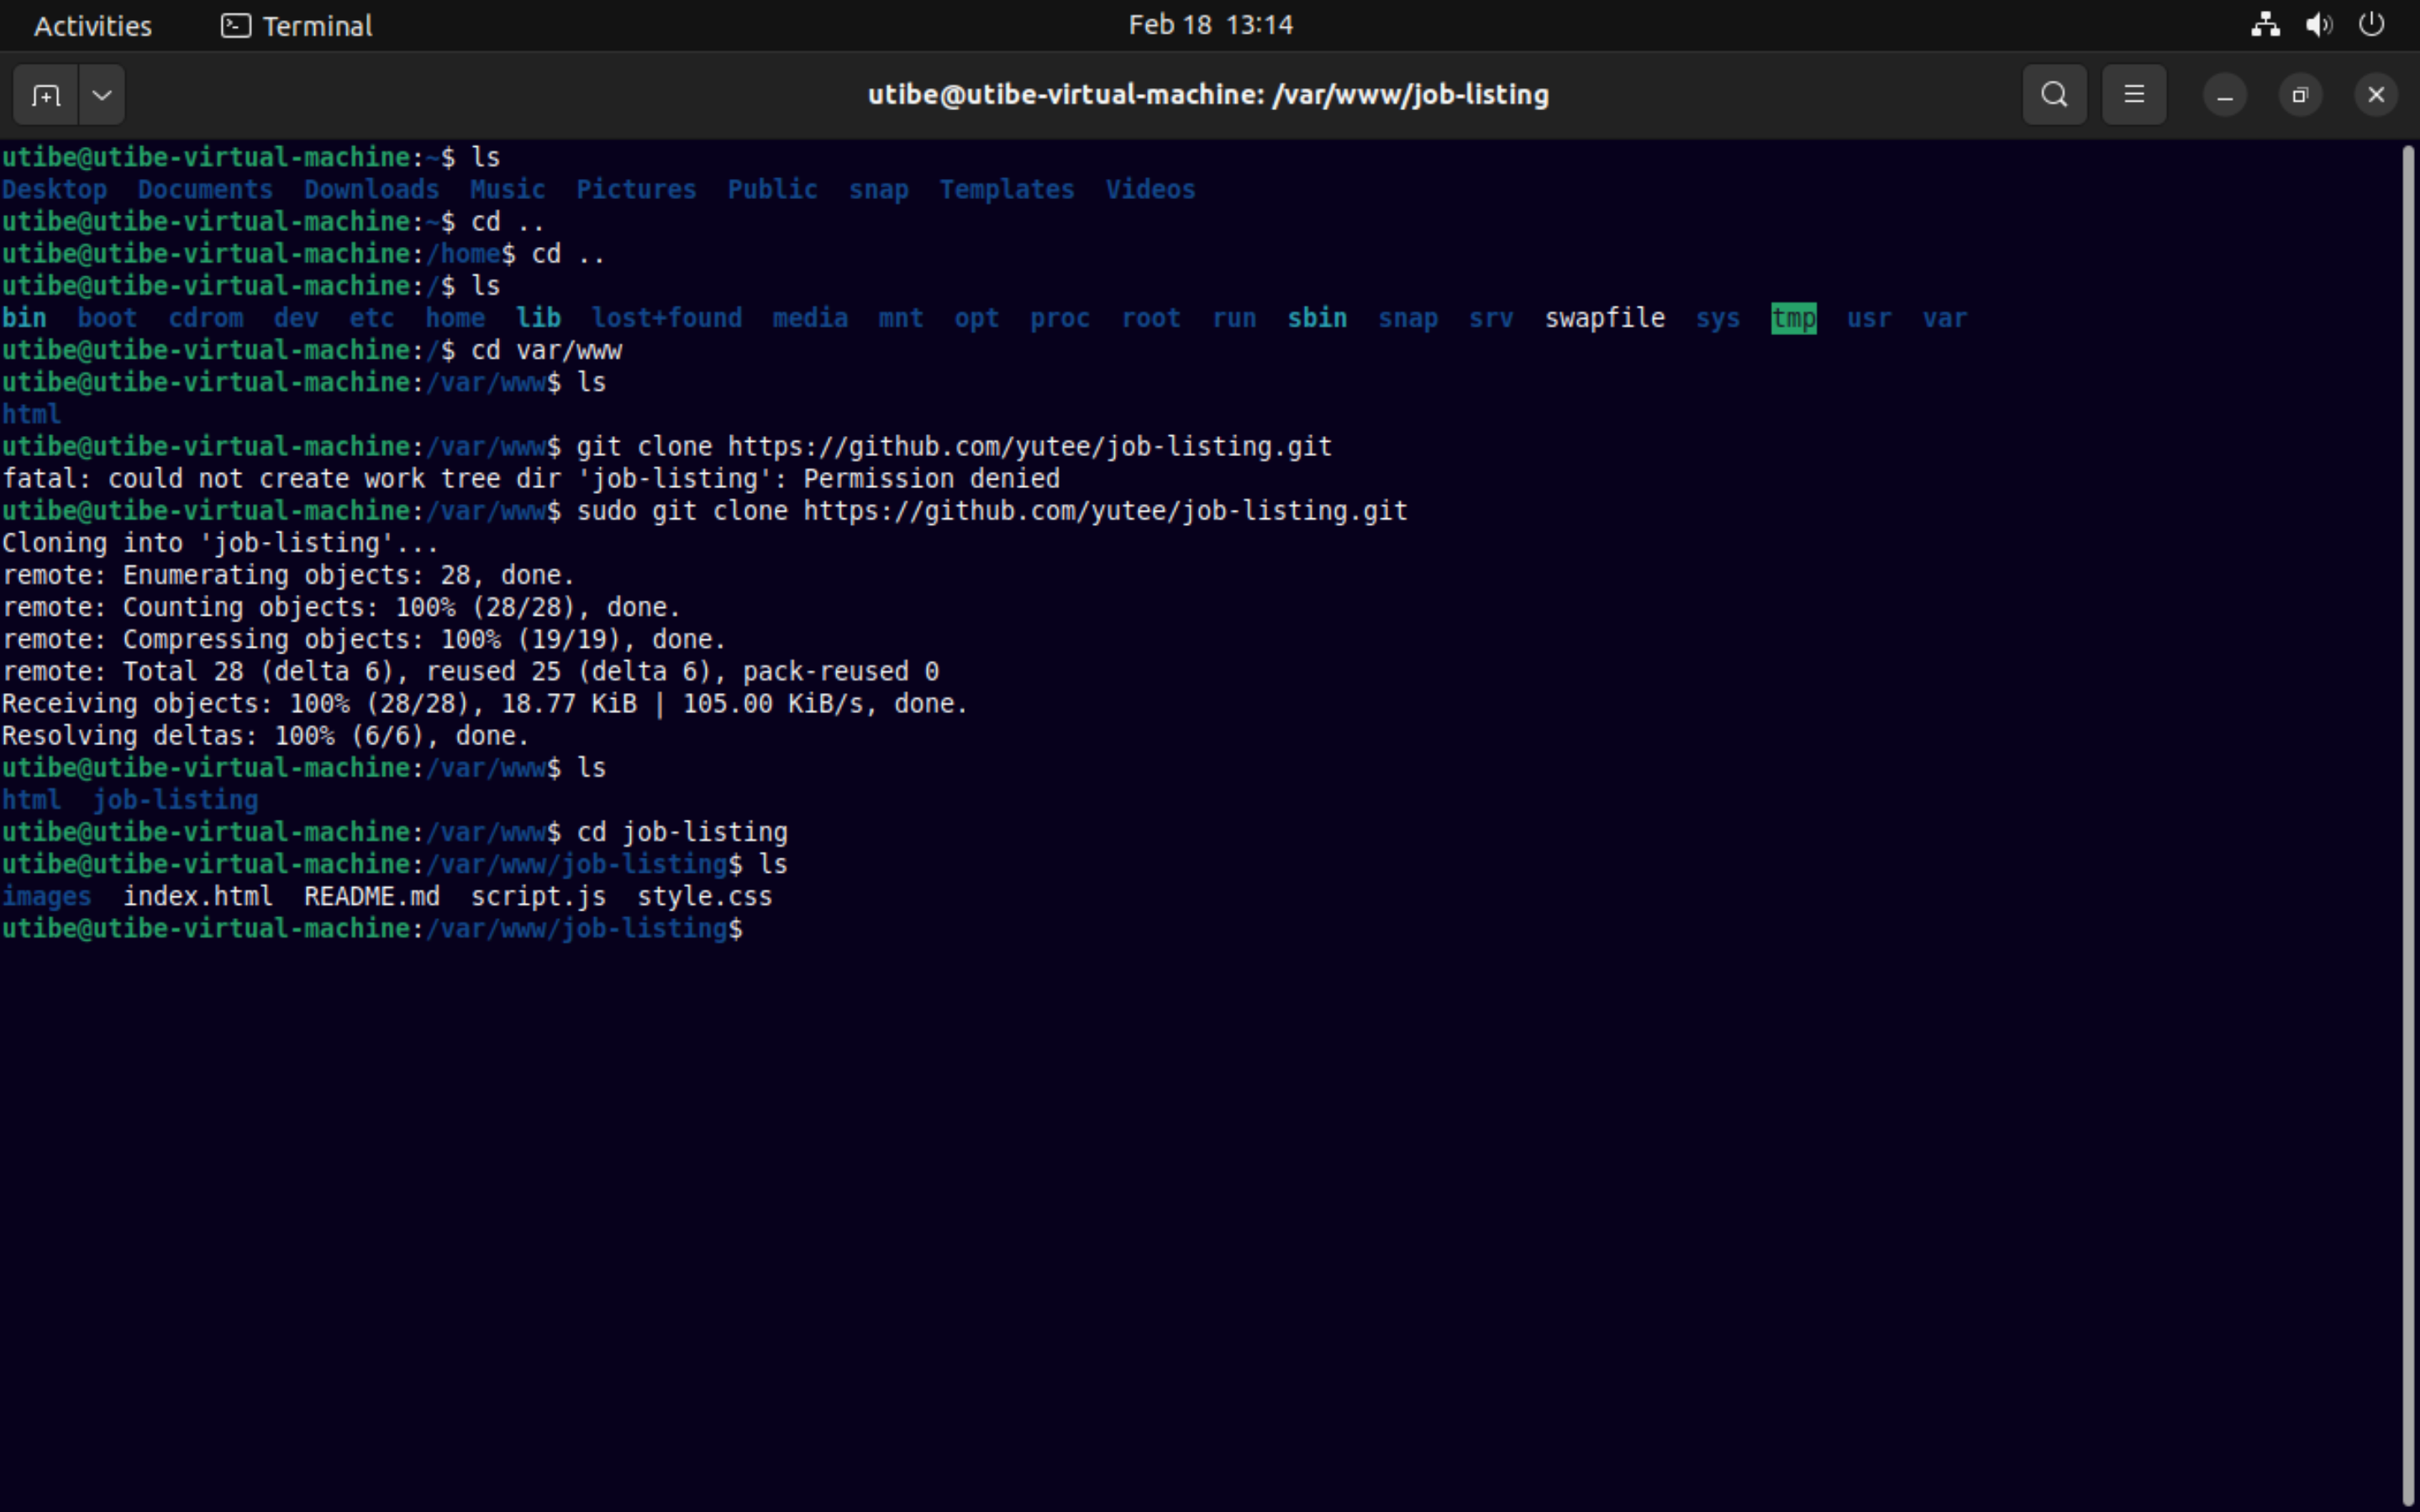 Activities Terminal Feb 18 13:14
utibe@utibe-virtual-machine: /var/www/job-listing
utibe@utibe-virtual-machine:~$ ls
Desktop Documents Downloads Music Pictures Public snap Templates Videos
utibe@utibe-virtual-machine:~$ cd ..
utibe@utibe-virtual-machine:/home$ cd ..
utibe@utibe-virtual-machine:/$ ls
bin boot cdrom dev etc home lib lost+found media mnt opt proc root run sbin snap srv swapfile sys tmp usr var
utibe@utibe-virtual-machine:/$ cd var/www
utibe@utibe-virtual-machine:/var/www$ ls
html
utibe@utibe-virtual-machine:/var/www$ git clone https://github.com/yutee/job-listing.git
fatal: could not create work tree dir 'job-listing': Permission denied
utibe@utibe-virtual-machine:/var/www$ sudo git clone https://github.com/yutee/job-listing.git
Cloning into 'job-listing'...
remote: Enumerating objects: 28, done.
remote: Counting objects: 100% (28/28), done.
remote: Compressing objects: 100% (19/19), done.
remote: Total 28 (delta 6), reused 25 (delta 6), pack-reused 0
Receiving objects: 100% (28/28), 18.77 KiB | 105.00 KiB/s, done.
Resolving deltas: 100% (6/6), done.
utibe@utibe-virtual-machine:/var/www$ ls
html job-listing
utibe@utibe-virtual-machine:/var/www$ cd job-listing
utibe@utibe-virtual-machine:/var/www/job-listing$ ls
images index.html README.md script.js style.css
utibe@utibe-virtual-machine:/var/www/job-listing$